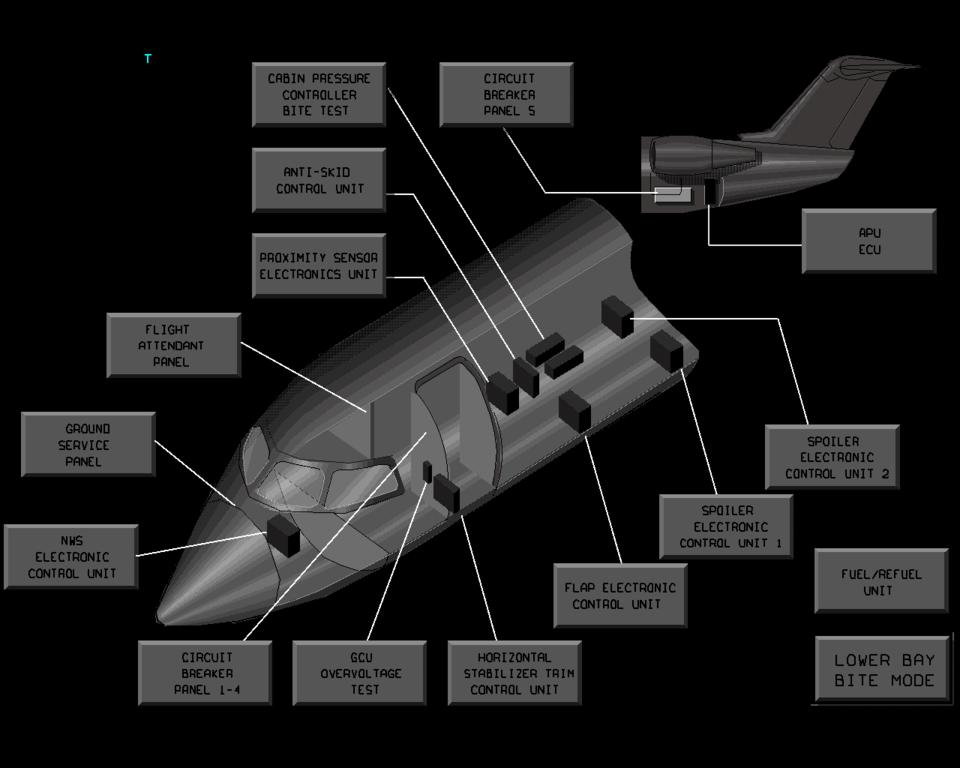 T
CABIN PRESSURE
CONTROLLER
BITE TEST
CIRCUIT
BREAKER
PANEL 5
ANTI-SKID
CONTROL UNIT
APU
ECU
PROXIMITY SENSOR
ELECTRONICS UNIT
FLIGHT
ATTENDANT
PANEL
GROUND
SERVICE
PANEL
SPOILER
ELECTRONIC
CONTROL UNIT 2
SPOILER
ELECTRONIC
CONTROL UNIT 1
NWS
ELECTRONIC
CONTROL UNIT
FUEL/REFUEL
UNIT
FLAP ELECTRONIC
CONTROL UNIT
CIRCUIT
BREAKER
PANEL 1-4
GCU
OVERVOLTAGE
TEST
HORIZONTAL
STABILIZER TRIM
CONTROL UNIT
LOWER BAY
BITE MODE